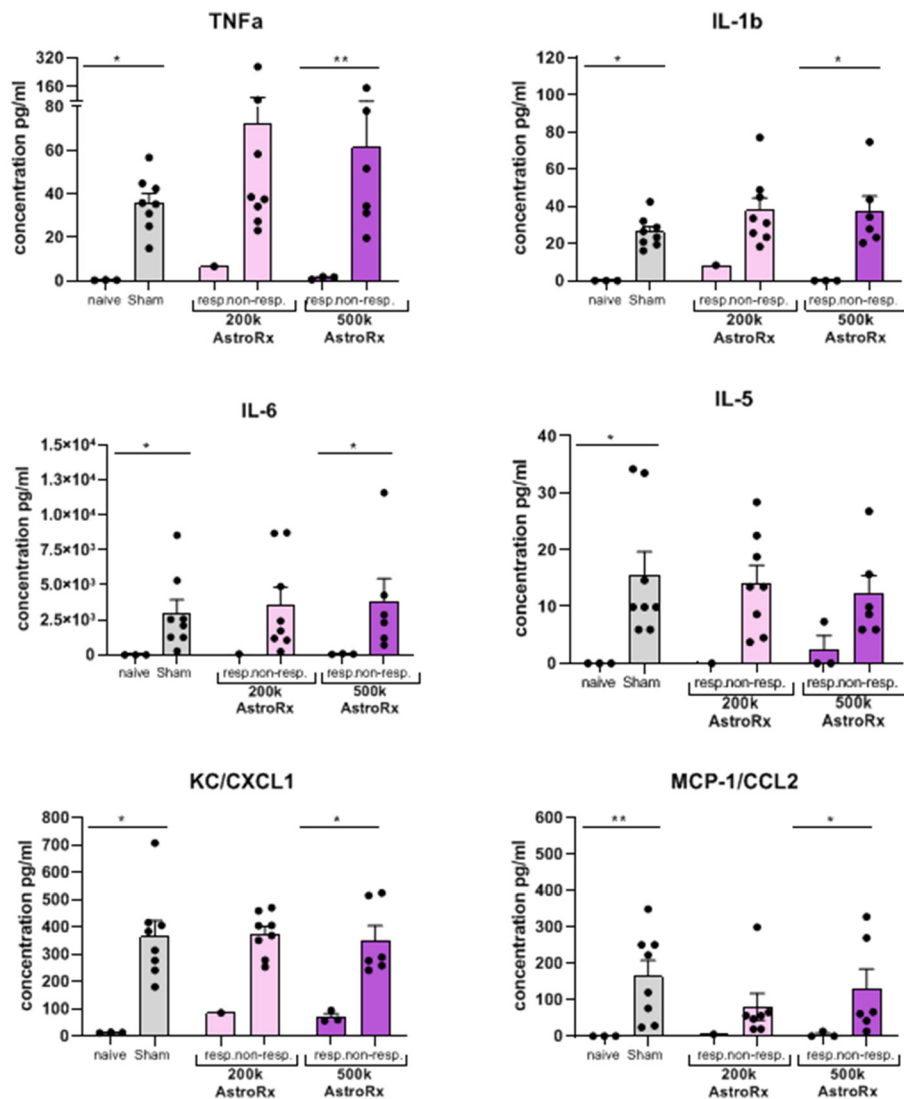 TNFa
*
**
320
160
80
60
40
20
0
concentration pg/ml
naive Sham
resp. non-resp.
resp. non-resp.
200k
AstroRx
500k
AstroRx
IL-1b
*
*
120
100
80
60
40
20
0
concentration pg/ml
naive Sham
resp. non-resp.
resp. non-resp.
200k
AstroRx
500k
AstroRx
IL-6
*
*
1.5×10⁴
1.3×10⁴
1.0×10⁴
7.5×10³
5.0×10³
2.5×10³
0
concentration pg/ml
naive Sham
resp. non-resp.
resp. non-resp.
200k
AstroRx
500k
AstroRx
IL-5
*
40
30
20
10
0
concentration pg/ml
naive Sham
resp. non-resp.
resp. non-resp.
200k
AstroRx
500k
AstroRx
KC/CXCL1
*
*
800
700
600
500
400
300
200
100
0
concentration pg/ml
naive Sham
resp. non-resp.
resp. non-resp.
200k
AstroRx
500k
AstroRx
MCP-1/CCL2
**
*
600
500
400
300
200
100
0
concentration pg/ml
naive Sham
resp. non-resp.
resp. non-resp.
200k
AstroRx
500k
AstroRx